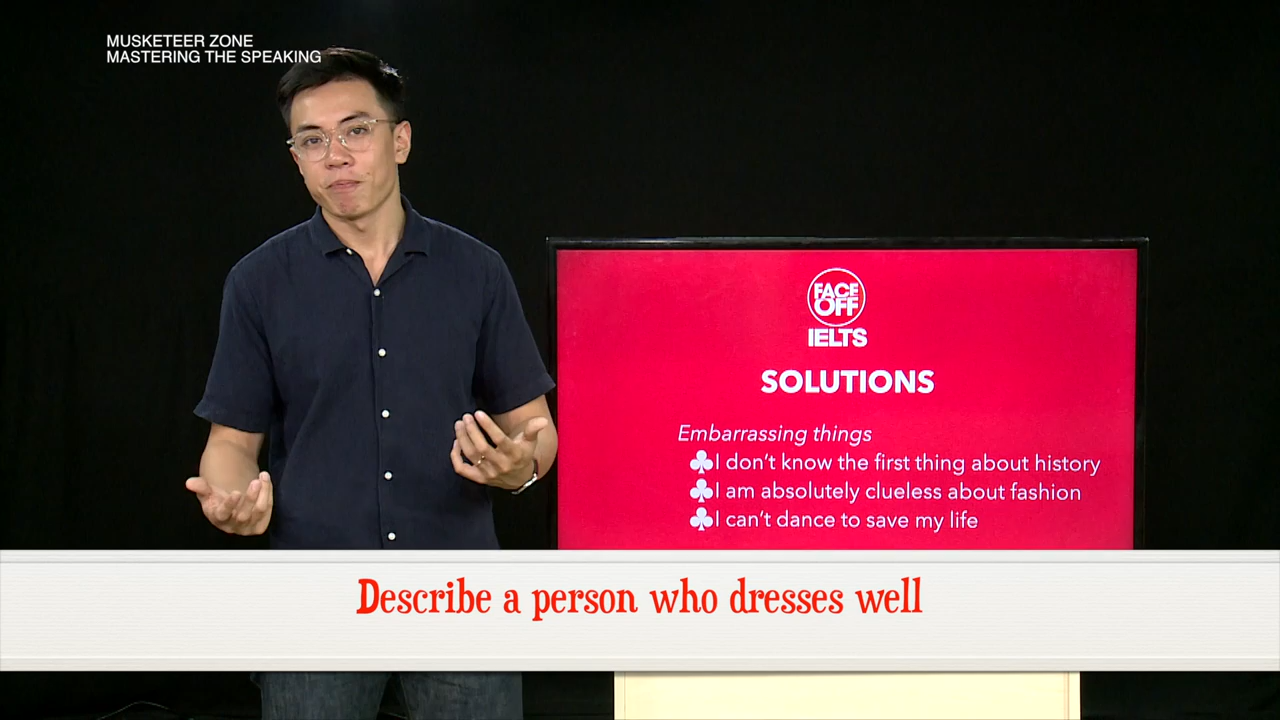 MUSKETEER ZONE
MASTERING THE SPEAKING
FACE
OFF
IELTS
SOLUTIONS
Embarrassing things
♣I don't know the first thing about history
♣I am absolutely clueless about fashion
♣I can't dance to save my life
Describe a person who dresses well